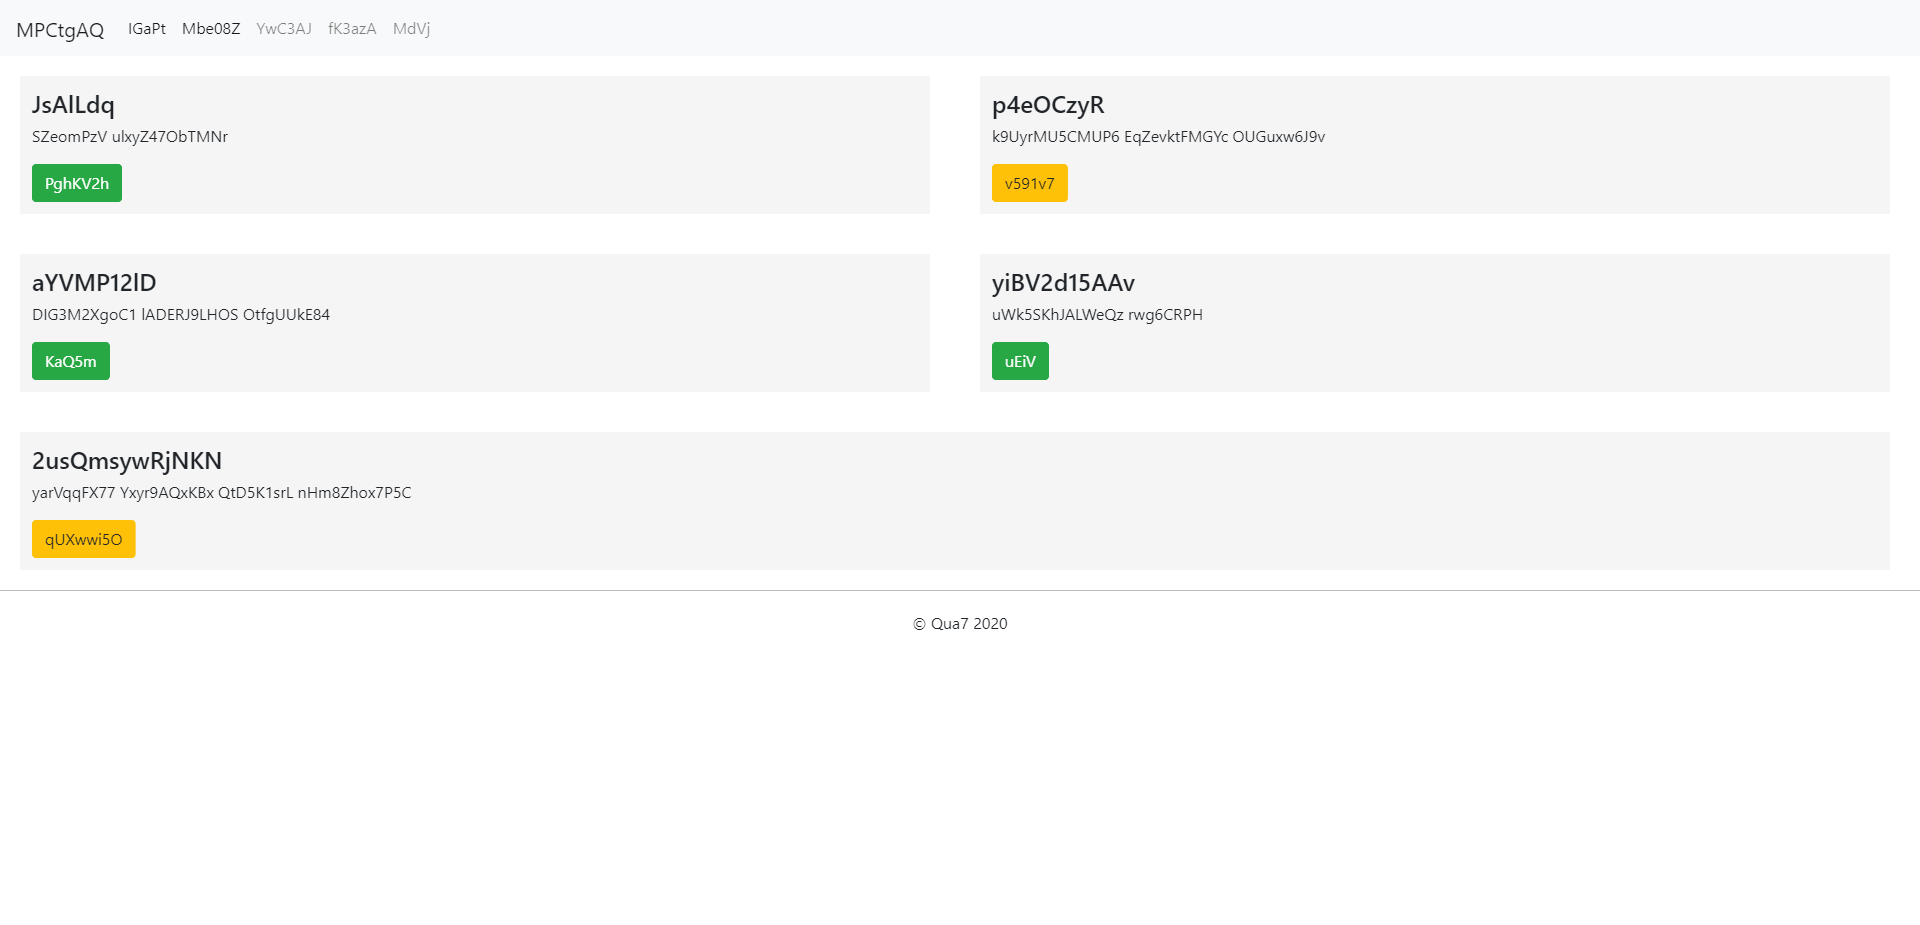 MPCtgAQ IGaPt Mbe08Z YwC3AJ fK3azA MdVj
JsAlLdq
SZeomPzV ulxyZ47ObTMNr
PghKV2h
p4eOCzyR
k9UyrMU5CMUP6 EqZevktFMGYc OUGuxw6J9v
v591v7
aYVMP12lD
DIG3M2XgoC1 lADERJ9LHOS OtfgUUkE84
KaQ5m
yiBV2d15AAv
uWk5SKhJALWeQz rwg6CRPH
uEiV
2usQmsywRjNKN
yarVqqFX77 Yxyr9AQxKBx QtD5K1srL nHm8Zhox7P5C
qUXwwi5O
© Qua7 2020